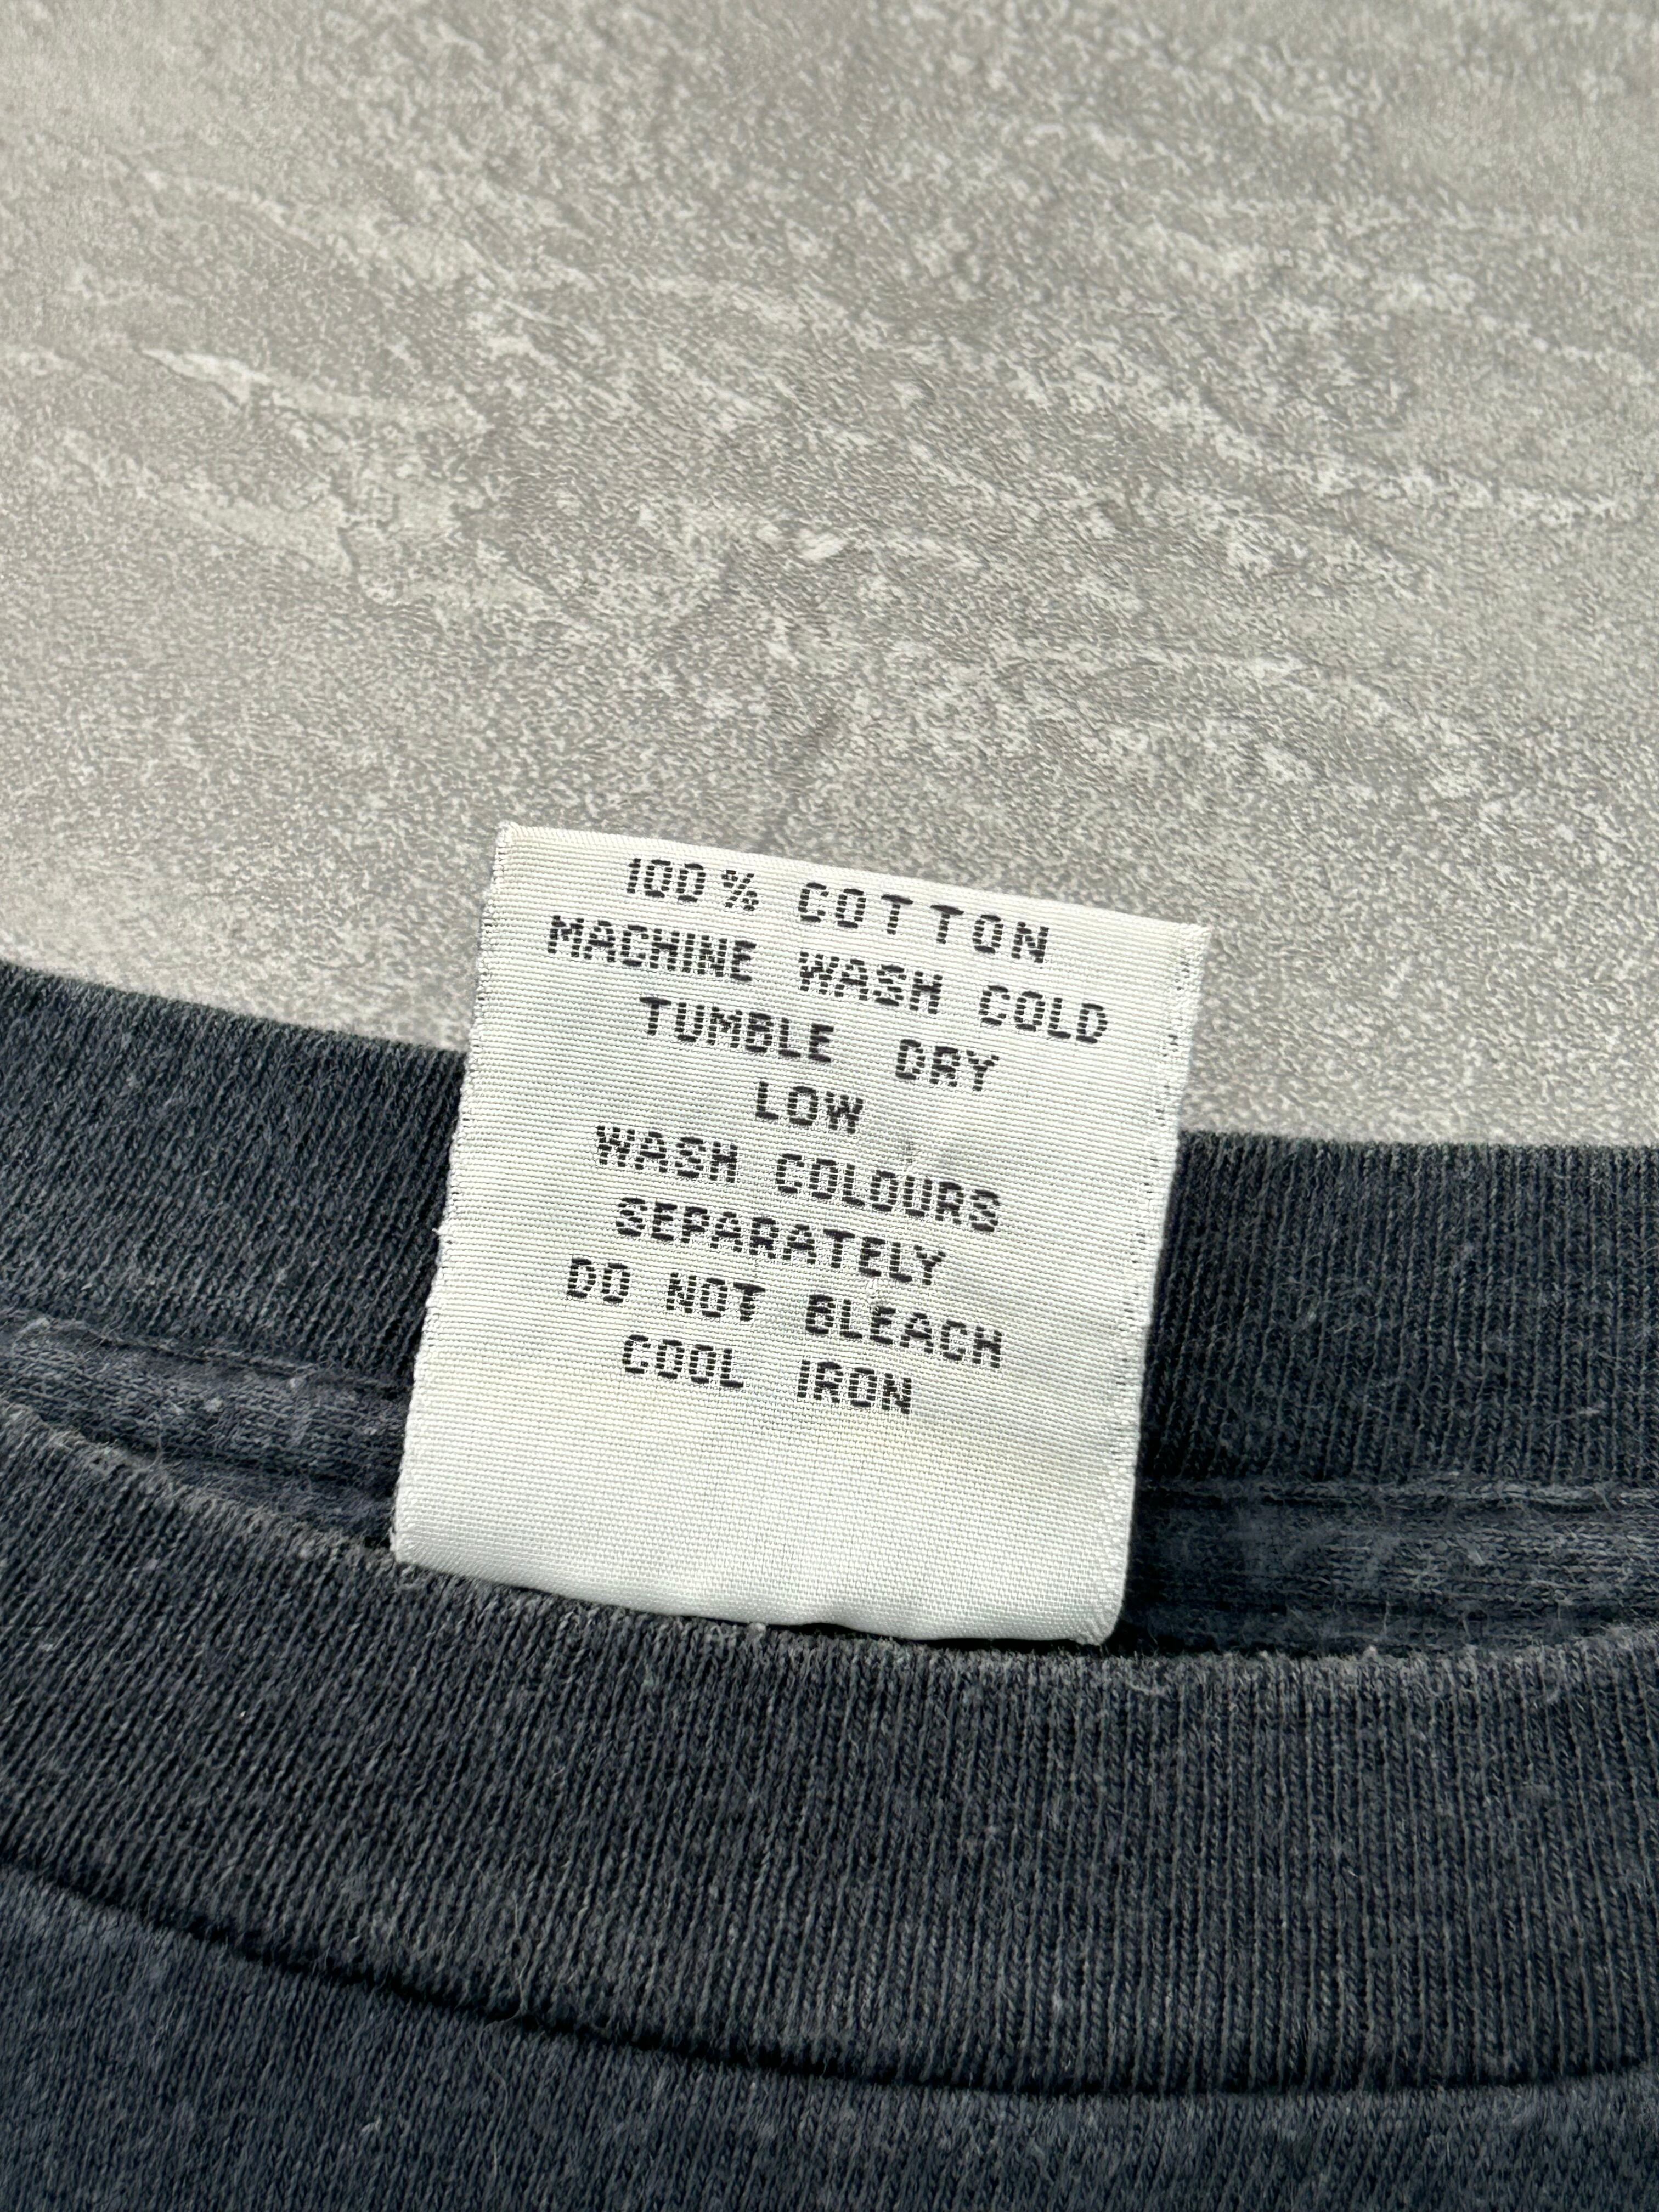 100% COTTON
MACHINE WASH COLD
TUMBLE DRY
LOW
WASH COLOURS
SEPARATELY
DO NOT BLEACH
COOL IRON